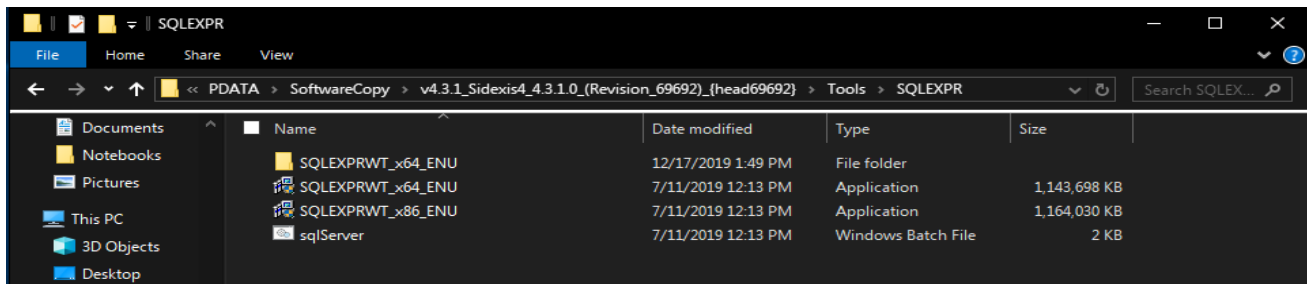 SQLEXPR
File Home Share View
« PDATA > SoftwareCopy > v4.3.1_Sidexis4_4.3.1.0_(Revision_69692)_{head69692} > Tools > SQLEXPR Search SQLEX...
Documents Name Date modified Type Size
Notebooks SQLEXPRWT_x64_ENU 12/17/2019 1:49 PM File folder
Pictures SQLEXPRWT_x64_ENU 7/11/2019 12:13 PM Application 1,143,698 KB
This PC SQLEXPRWT_x86_ENU 7/11/2019 12:13 PM Application 1,164,030 KB
3D Objects sqlServer 7/11/2019 12:13 PM Windows Batch File 2 KB
Desktop